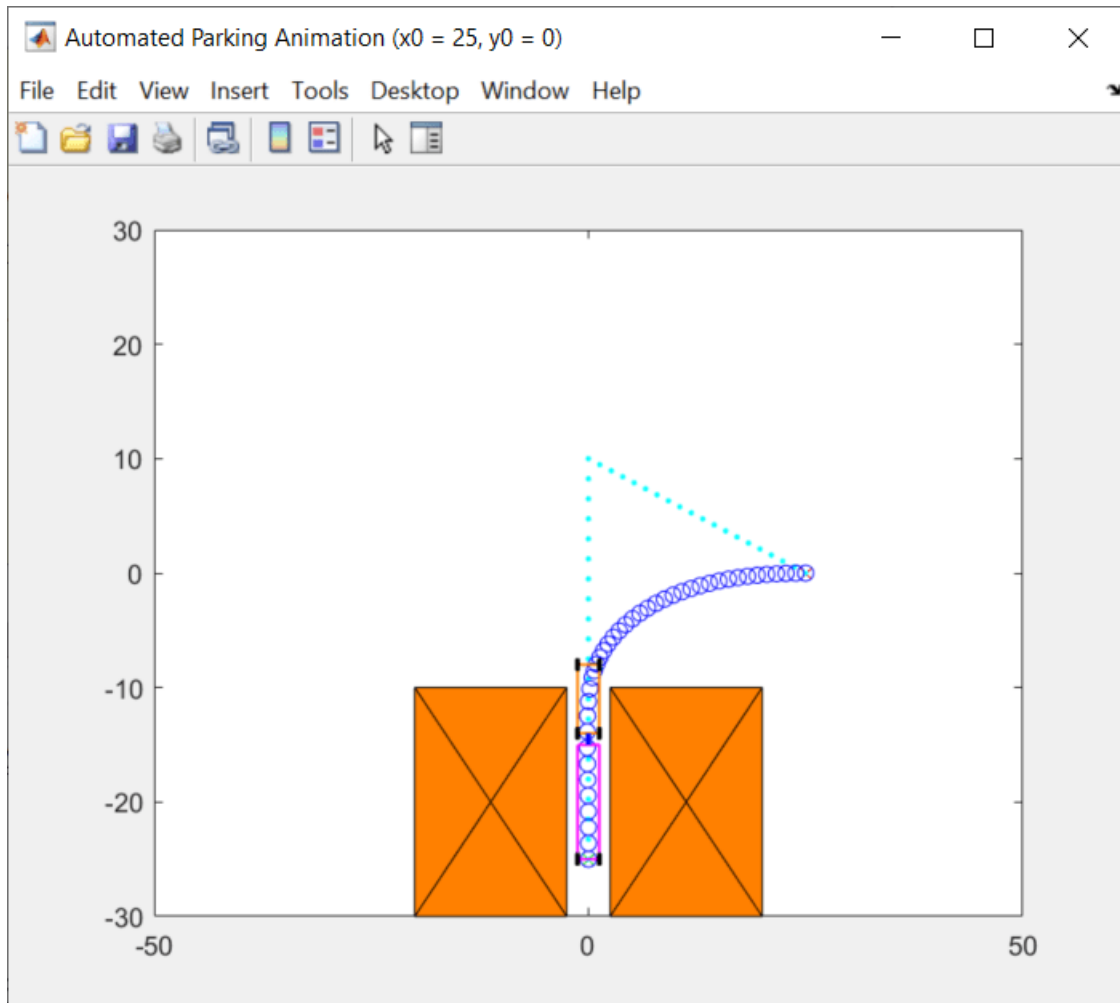 Automated Parking Animation (x0 = 25, y0 = 0)
File Edit View Insert Tools Desktop Window Help
30
20
10
0
-10
-20
-30
-50 0 50